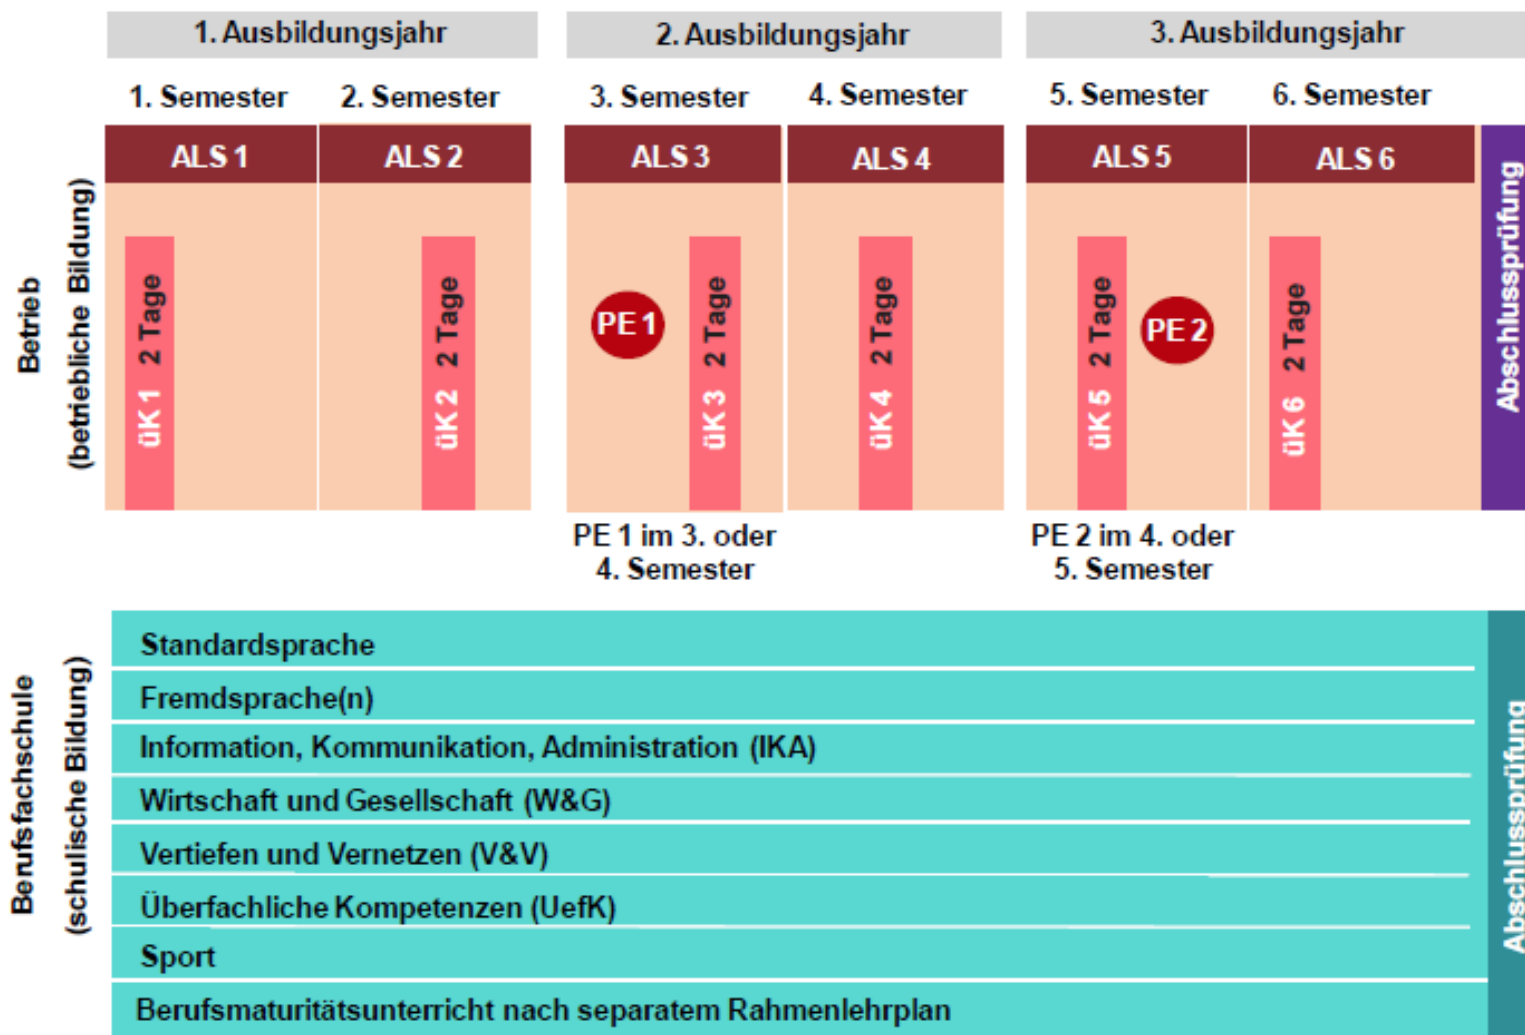 1. Ausbildungsjahr
2. Ausbildungsjahr
3. Ausbildungsjahr
1. Semester
2. Semester
3. Semester
4. Semester
5. Semester
6. Semester
ALS 1
ALS 2
ALS 3
ALS 4
ALS 5
ALS 6
Betrieb
(betriebliche Bildung)
üK 1 2 Tage
üK 2 2 Tage
PE 1
üK 3 2 Tage
üK 4 2 Tage
üK 5 2 Tage
PE 2
üK 6 2 Tage
Abschlussprüfung
PE 1 im 3. oder
4. Semester
PE 2 im 4. oder
5. Semester
Berufsfachschule
(schulische Bildung)
Standardsprache
Fremdsprache(n)
Information, Kommunikation, Administration (IKA)
Wirtschaft und Gesellschaft (W&G)
Vertiefen und Vernetzen (V&V)
Überfachliche Kompetenzen (UefK)
Sport
Berufsmaturitätsunterricht nach separatem Rahmenlehrplan
Abschlussprüfung